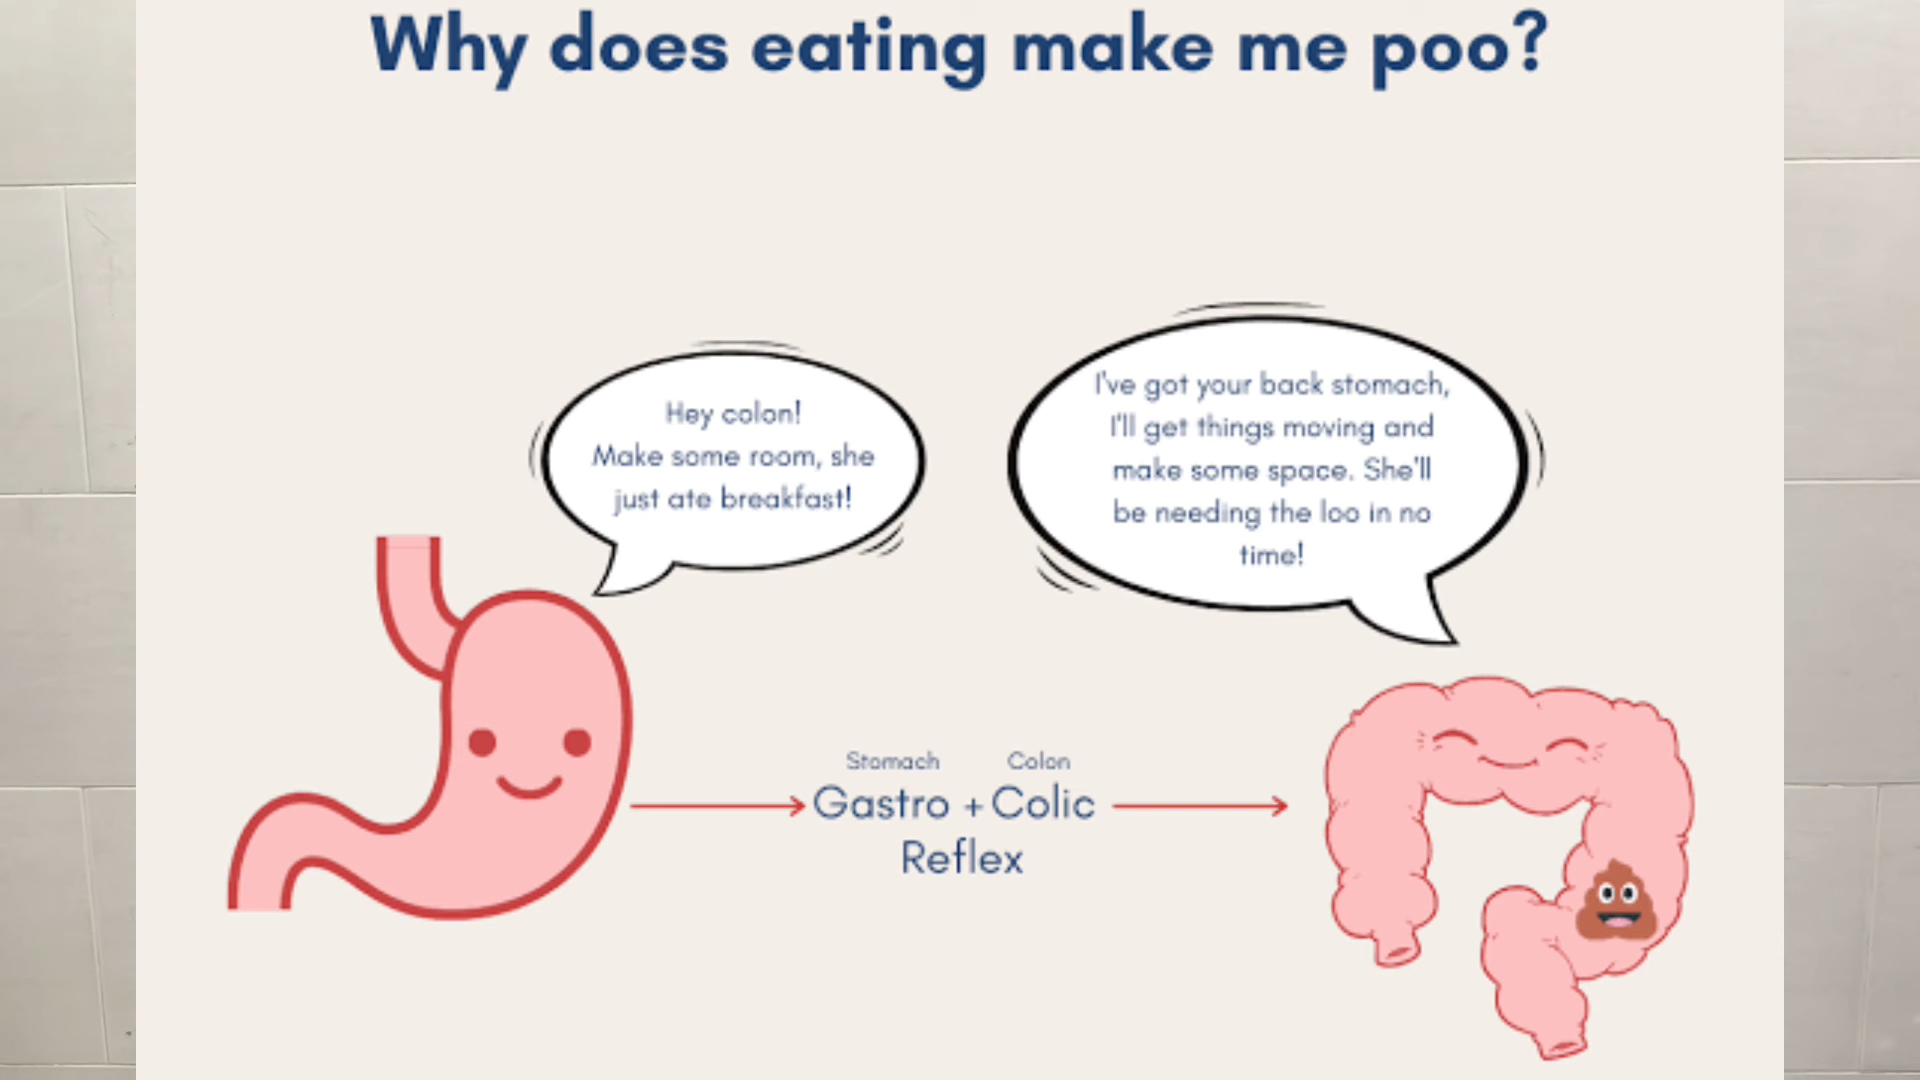 Why does eating make me poo?
Hey colon!
Make some room, she
just ate breakfast!
I've got your back stomach,
I'll get things moving and
make some space. She'll
be needing the loo in no
time!
Stomach Colon
Gastro + Colic
Reflex